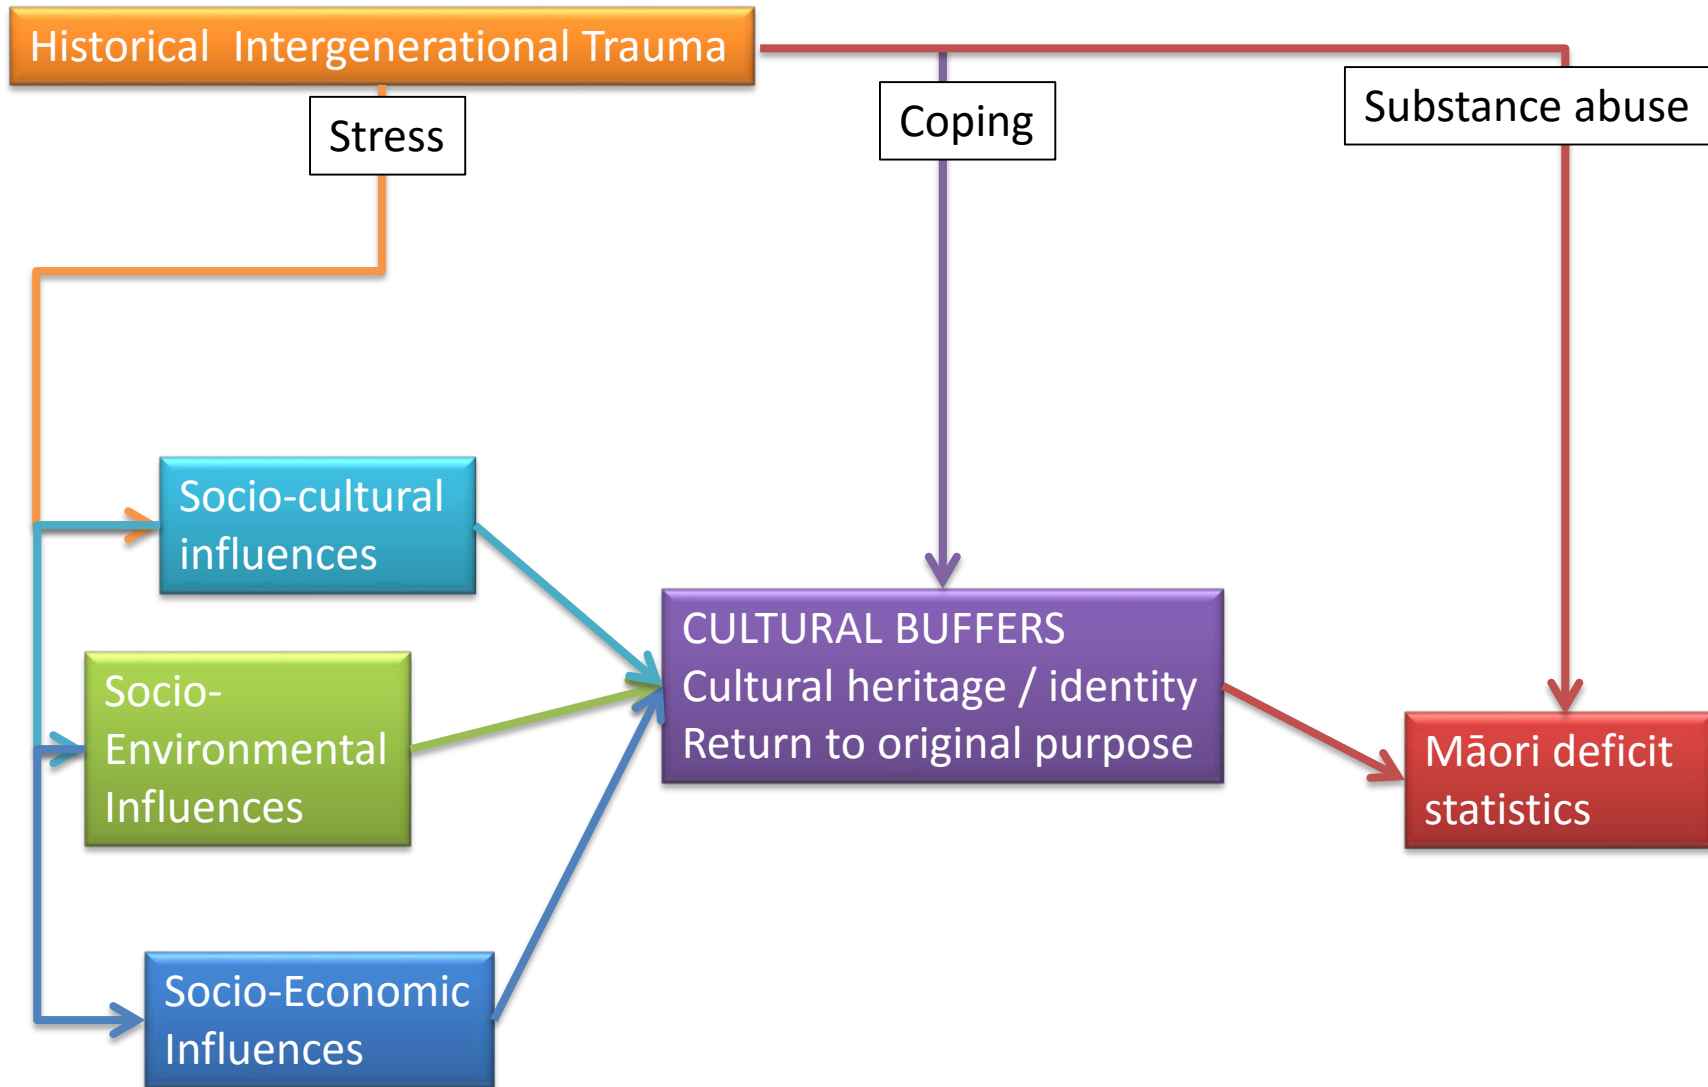 Historical  Intergenerational Trauma
Stress
Coping
Substance abuse
Socio-cultural
influences
Socio-
Environmental
Influences
Socio-Economic
Influences
CULTURAL BUFFERS
Cultural heritage / identity
Return to original purpose
Māori deficit
statistics